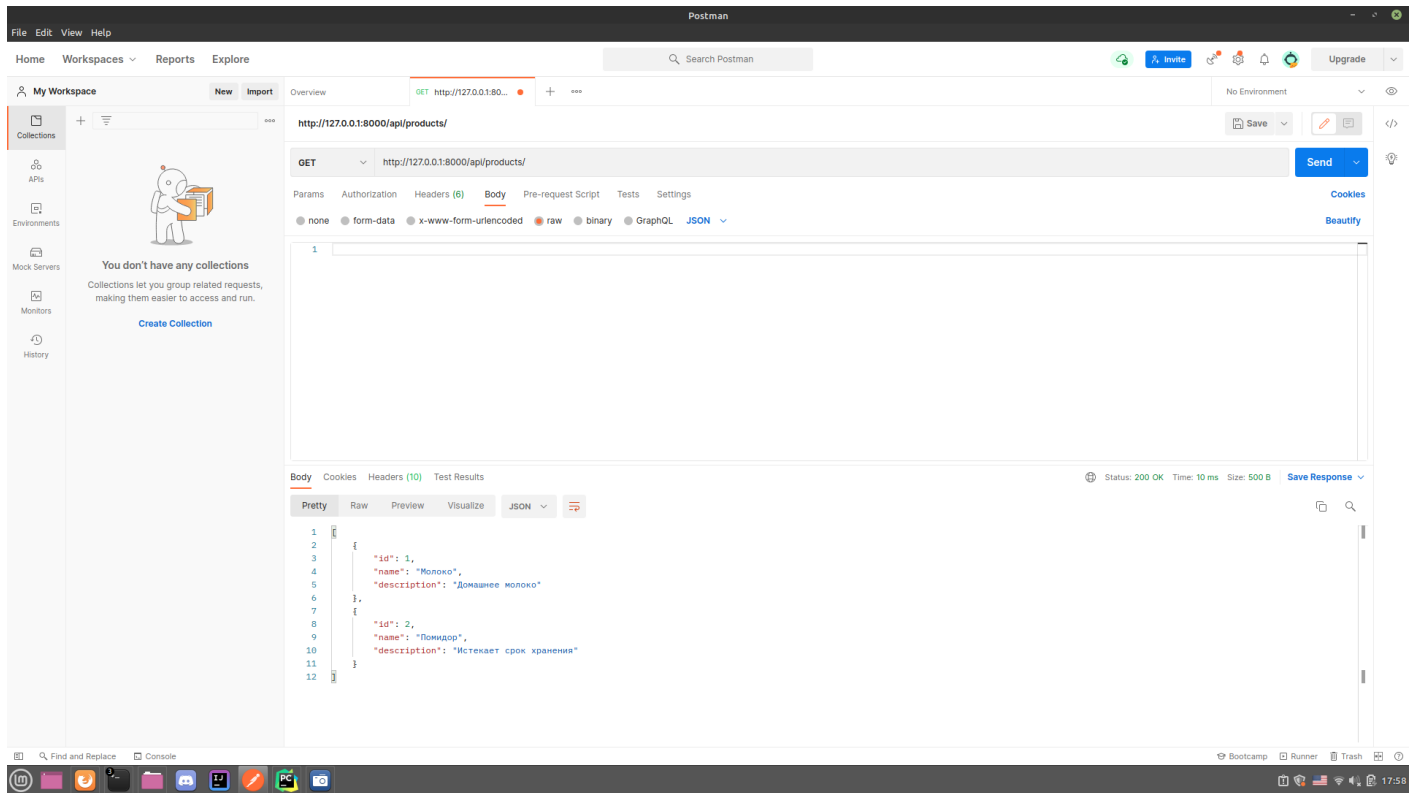 Postman
File Edit View Help
Home Workspaces Reports Explore Search Postman Invite Upgrade
My Workspace New Import Overview GET http://127.0.0.1:80... No Environment
Collections
http://127.0.0.1:8000/api/products/ Save
APIs
GET http://127.0.0.1:8000/api/products/ Send
Params Authorization Headers (6) Body Pre-request Script Tests Settings Cookies
none form-data x-www-form-urlencoded raw binary GraphQL JSON Beautify
Environments
1
Mock Servers
You don't have any collections
Collections let you group related requests,
making them easier to access and run.
Create Collection
Monitors
History
Body Cookies Headers (10) Test Results Status: 200 OK Time: 10 ms Size: 500 B Save Response
Pretty Raw Preview Visualize JSON
1 [
2 {
3 "id": 1,
4 "name": "Молоко",
5 "description": "Домашнее молоко"
6 },
7 {
8 "id": 2,
9 "name": "Помидор",
10 "description": "Истекает срок хранения"
11 }
12 ]
Find and Replace Console Bootcamp Runner Trash
17:58